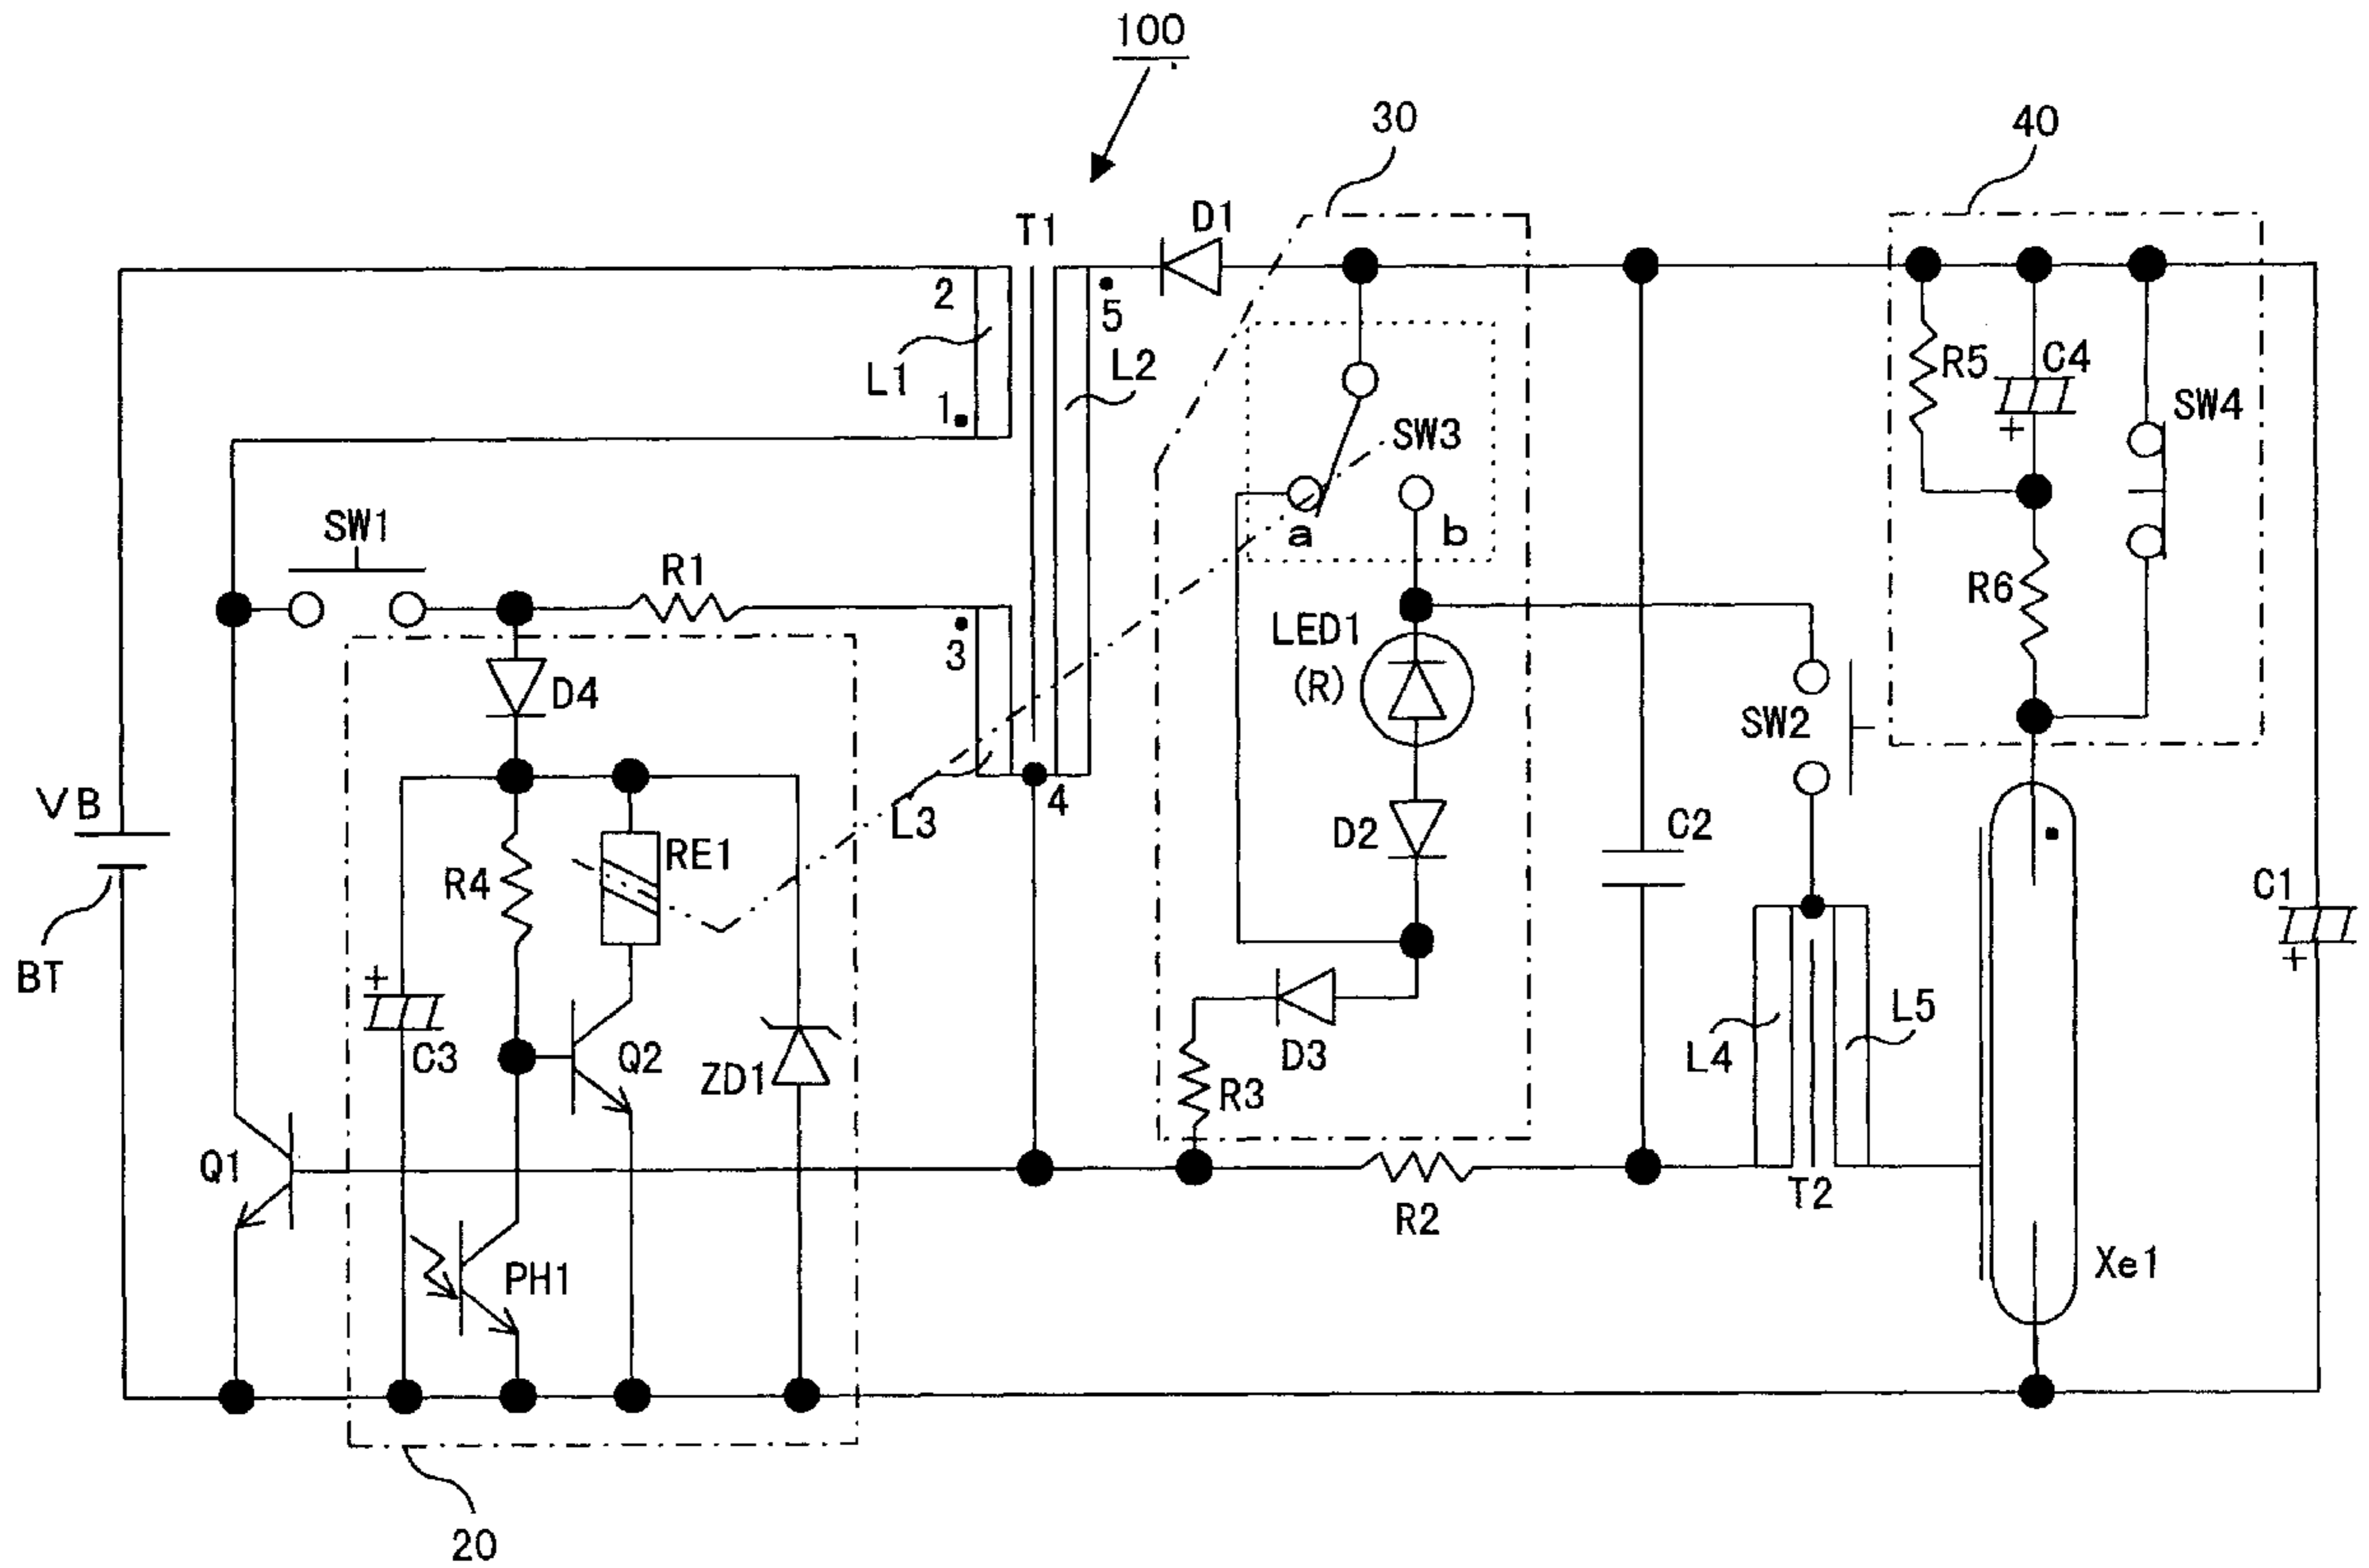 100
30
40
T1
D1
2
5
L1
L2
1
R5
C4
+
SW4
SW3
SW1
R1
a
b
R6
3
LED1
(R)
D4
SW2
VB
4
L3
RE1
D2
C2
R4
C1
+
BT
+
C3
Q2
ZD1
D3
R3
L4
L5
Q1
R2
T2
PH1
Xe1
20